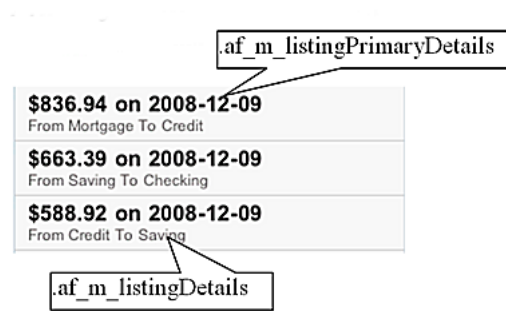 .af_m_listingPrimaryDetails
$836.94 on 2008-12-09
From Mortgage To Credit
$663.39 on 2008-12-09
From Saving To Checking
$588.92 on 2008-12-09
From Credit To Saving
.af_m_listingDetails